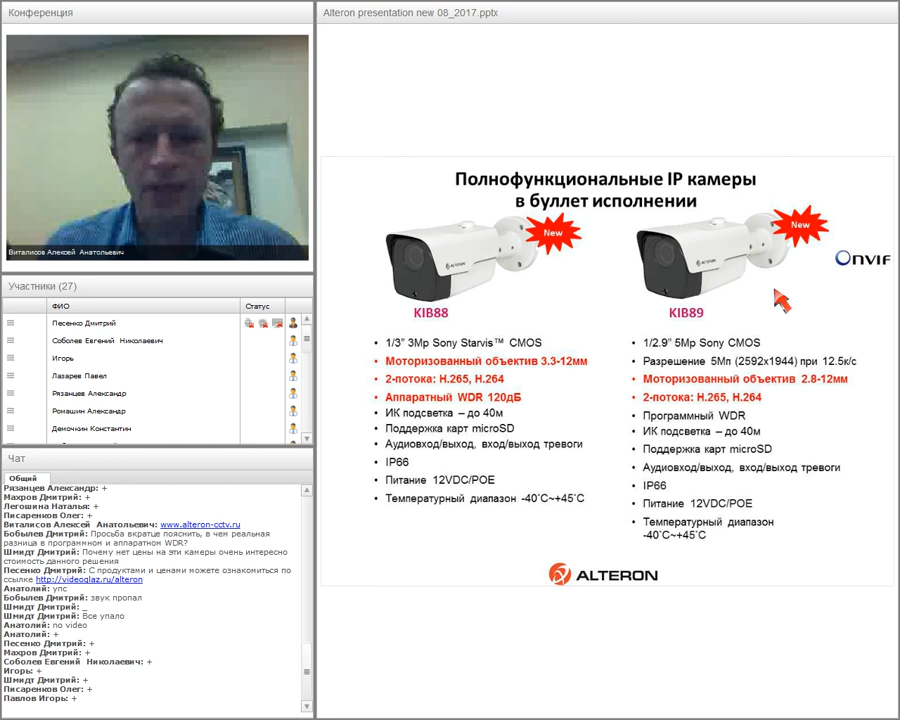 Конференция
Виталисов Алексей Анатольевич
Участники (27)
ФИО Статус
Песенко Дмитрий
Соболев Евгений Николаевич
Игорь
Лазарев Павел
Рязанцев Александр
Ромашин Александр
Демочкин Константин
Чат
Общий
Рязанцев Александр: +
Махров Дмитрий: +
Легошина Наталья: +
Писаренков Олег: +
Виталисов Алексей Анатольевич: www.alteron-cctv.ru
Бобылев Дмитрий: Просьба вкратце пояснить, в чем реальная
разница в программном и аппаратном WDR?
Шмидт Дмитрий: Почему нет цены на эти камеры очень интересно
стоимость данного решения
Песенко Дмитрий: С продуктами и ценами можете ознакомиться по
ссылке http://videoglaz.ru/alteron
Анатолий: упс
Бобылев Дмитрий: звук пропал
Шмидт Дмитрий: _
Шмидт Дмитрий: Все упало
Анатолий: no video
Анатолий: +
Песенко Дмитрий: +
Махров Дмитрий: +
Соболев Евгений Николаевич: +
Игорь: +
Шмидт Дмитрий: +
Писаренков Олег: +
Павлов Игорь: +
Alteron presentation new 08_2017.pptx
Полнофункциональные IP камеры
в буллет исполнении
New
ALTERON
KIB88
• 1/3" 3Mp Sony Starvis™ CMOS
• Моторизованный объектив 3.3-12мм
• 2-потока: H.265, H.264
• Аппаратный WDR 120дБ
• ИК подсветка – до 40м
• Поддержка карт microSD
• Аудиовход/выход, вход/выход тревоги
• IP66
• Питание 12VDC/POE
• Температурный диапазон -40˚C~+45˚C
New
ALTERON
Onvif
KIB89
• 1/2.9" 5Mp Sony CMOS
• Разрешение 5Мп (2592x1944) при 12.5к/с
• Моторизованный объектив 2.8-12мм
• 2-потока: H.265, H.264
• Программный WDR
• ИК подсветка – до 40м
• Поддержка карт microSD
• Аудиовход/выход, вход/выход тревоги
• IP66
• Питание 12VDC/POE
• Температурный диапазон
-40˚C~+45˚C
ALTERON